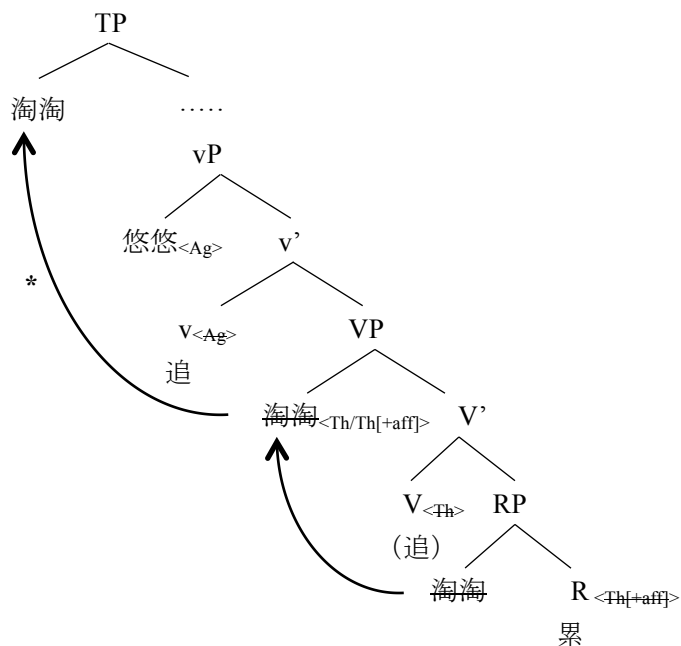 TP
淘淘 .....
vP
悠悠<Ag> v’
v<Ag> VP
*
追
淘淘<Th/Th[+aff]> V’
V<Th> RP
（追）
淘淘 R <Th[+aff]>
累